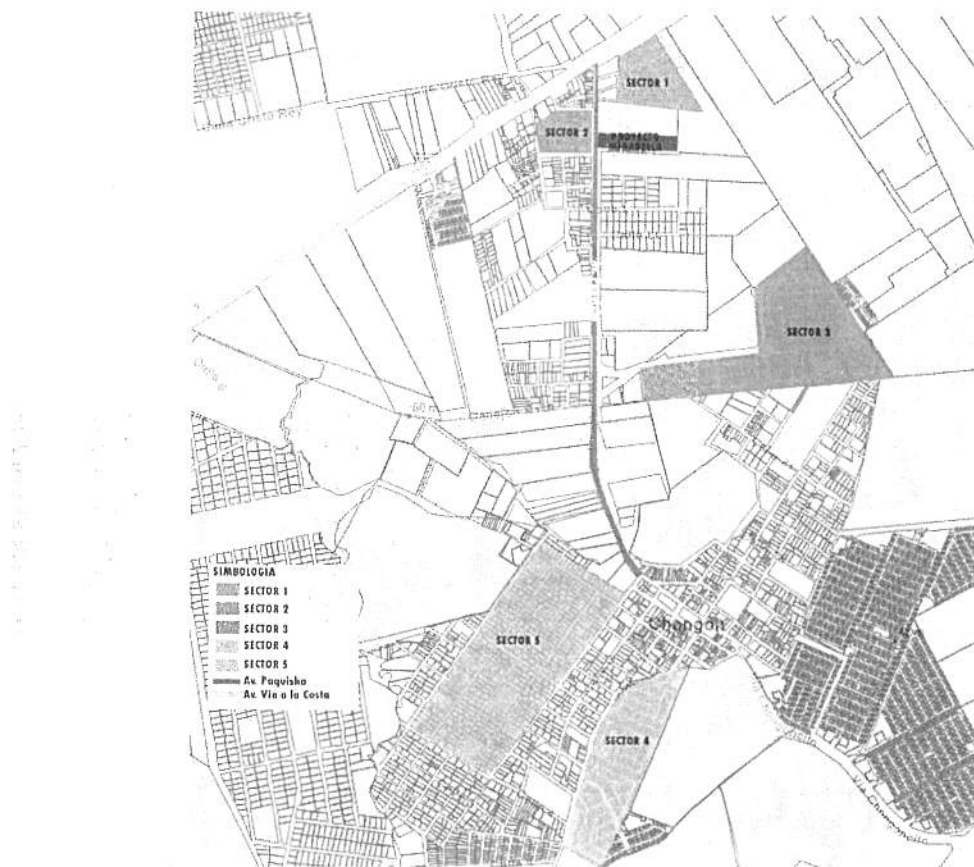 SECTOR 1
SECTOR 2
PROYECTO
SECTOR 3
SIMBOLOGIA
SECTOR 1
SECTOR 2
SECTOR 3
SECTOR 4
SECTOR 5
Av. Paquisha
Av. Via a la Costa
SECTOR 5
Chongon
SECTOR 4